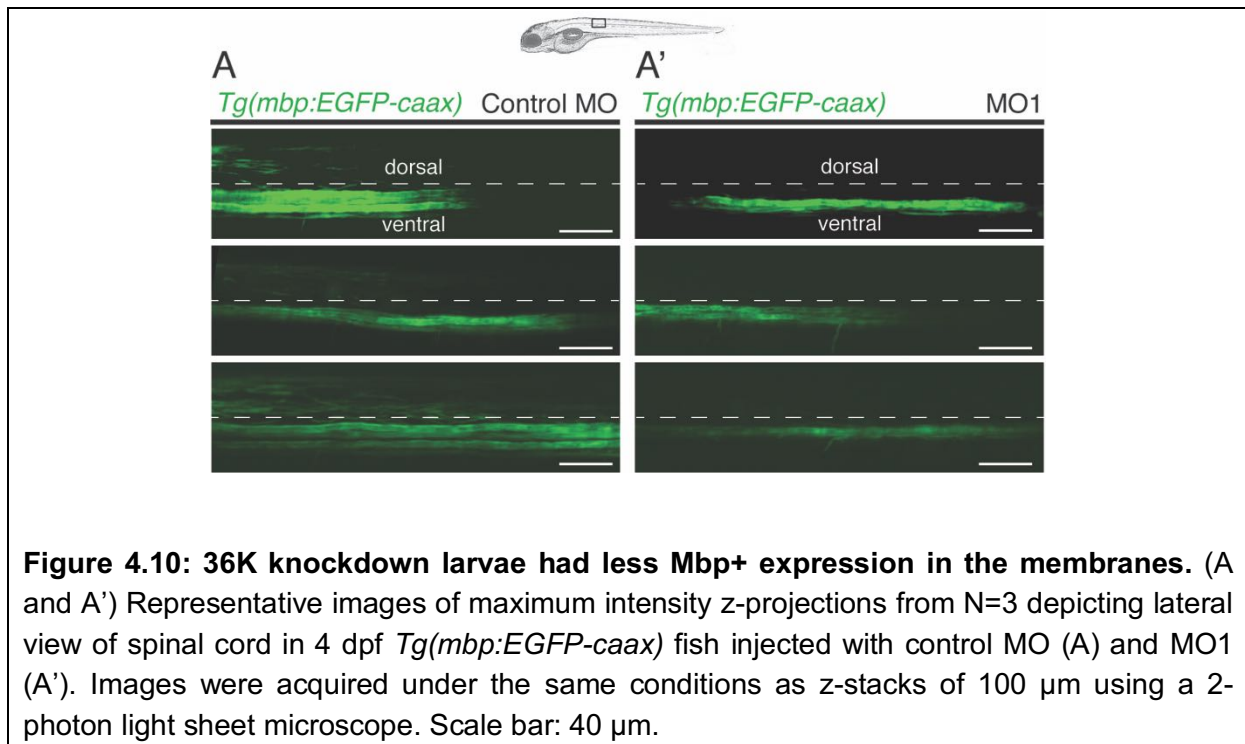 A
A’
Tg(mbp:EGFP-caax) Control MO
Tg(mbp:EGFP-caax) MO1
dorsal
ventral
dorsal
ventral
Figure 4.10: 36K knockdown larvae had less Mbp+ expression in the membranes. (A
and A’) Representative images of maximum intensity z-projections from N=3 depicting lateral
view of spinal cord in 4 dpf Tg(mbp:EGFP-caax) fish injected with control MO (A) and MO1
(A’). Images were acquired under the same conditions as z-stacks of 100 µm using a 2-
photon light sheet microscope. Scale bar: 40 µm.